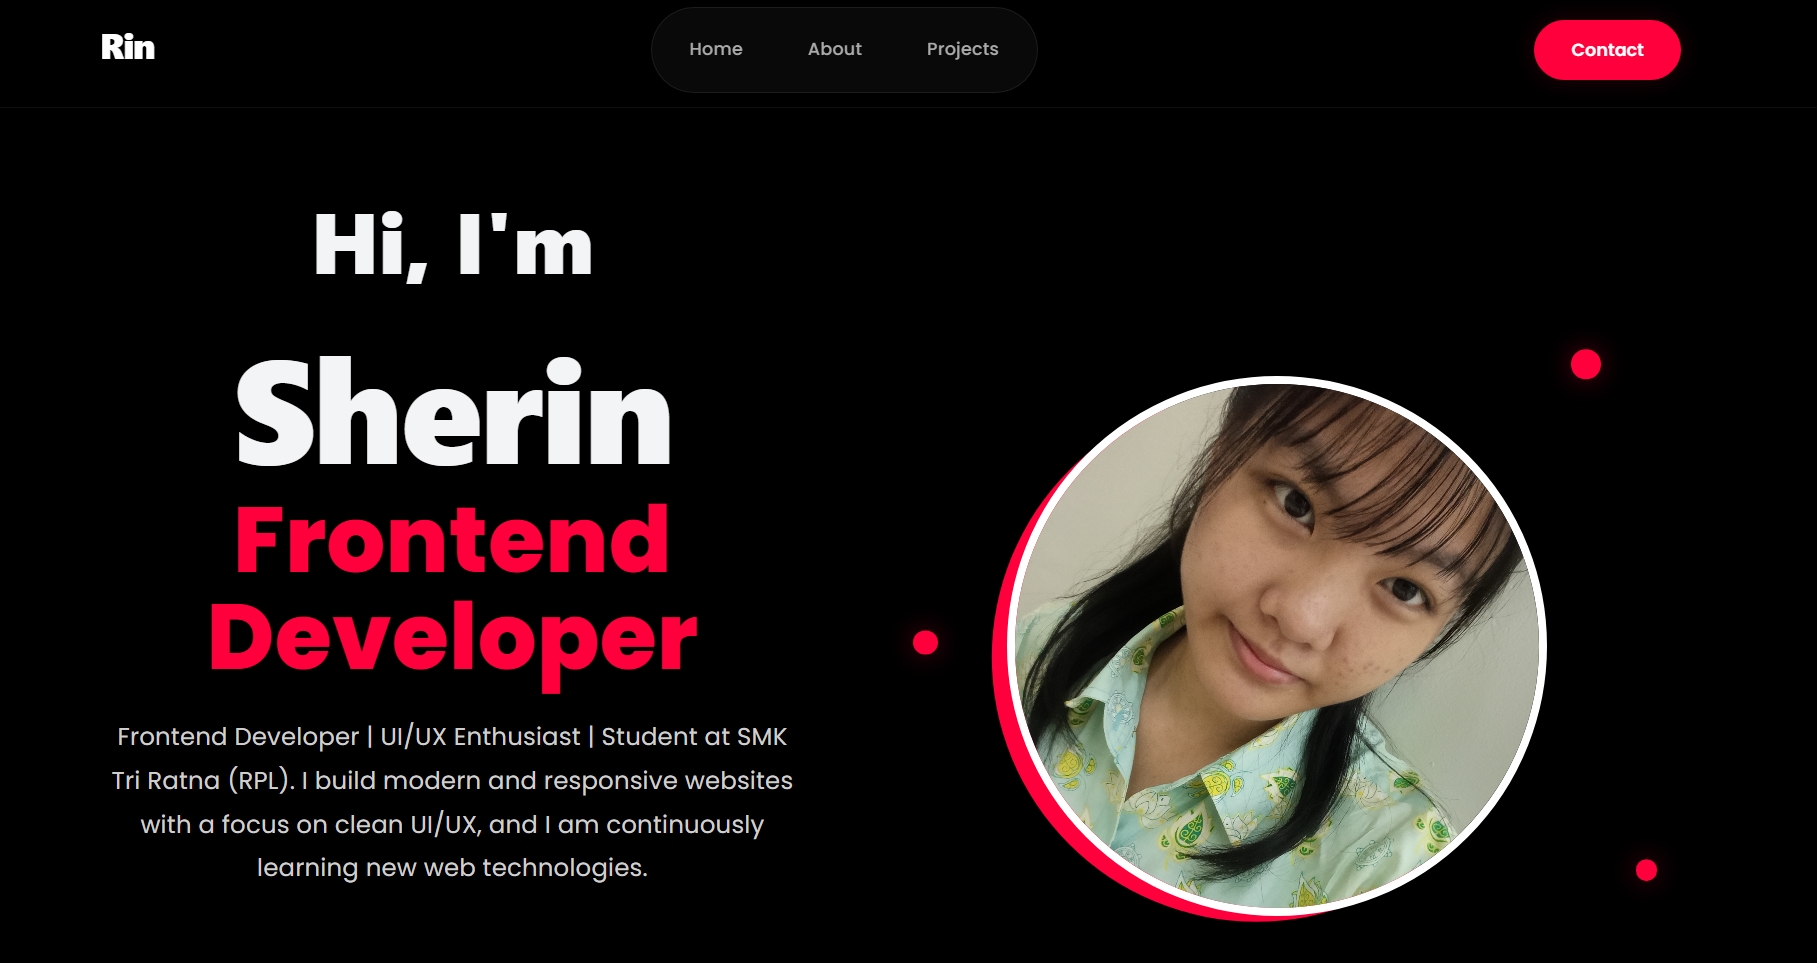 Rin
Home
About
Projects
Contact
Hi, I'm
Sherin
Frontend
Developer
Frontend Developer | UI/UX Enthusiast | Student at SMK
Tri Ratna (RPL). I build modern and responsive websites
with a focus on clean UI/UX, and I am continuously
learning new web technologies.